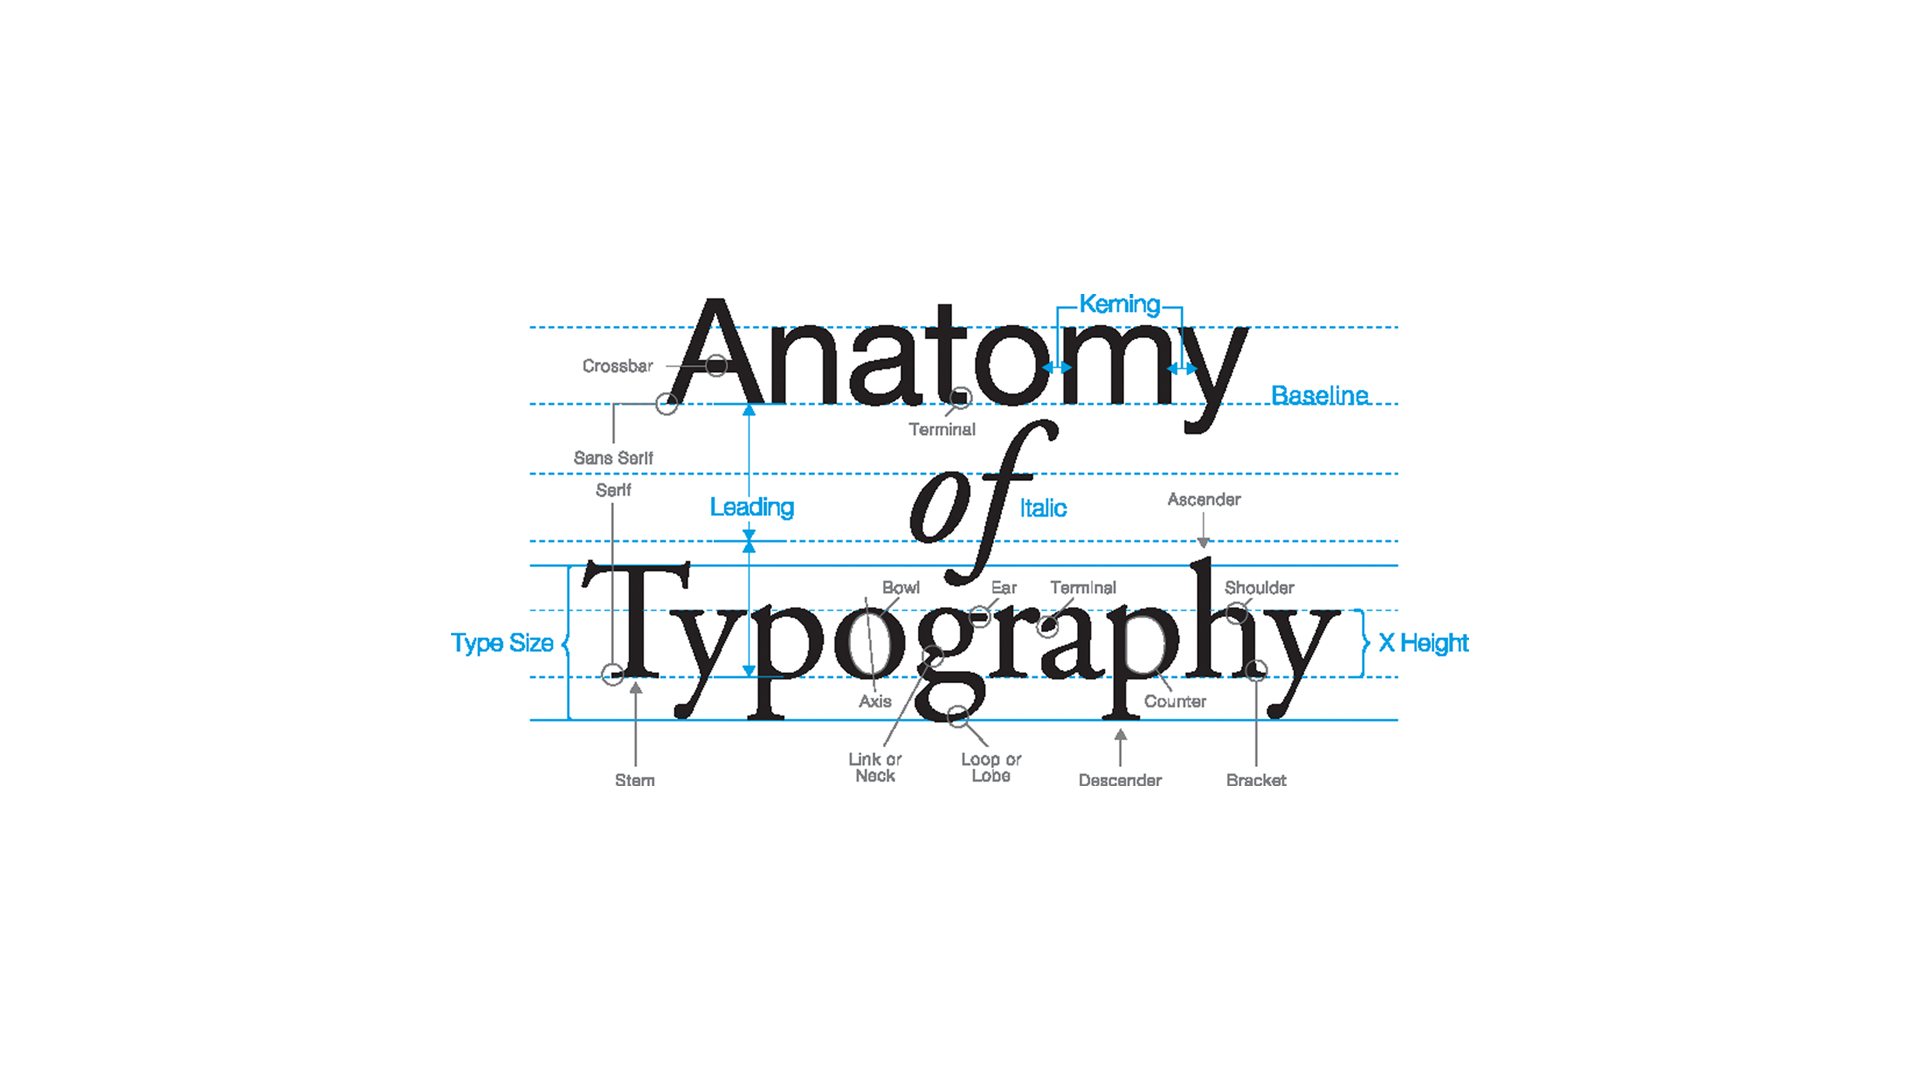 Kerning
Anatomy
Crossbar
Baseline
Terminal
Sans Serif
of
Serif
Ascender
Leading
Italic
Typography
Bowl
Ear
Terminal
Shoulder
Type Size
X Height
Axis
Counter
Link or
Neck
Loop or
Lobe
Stem
Descender
Bracket